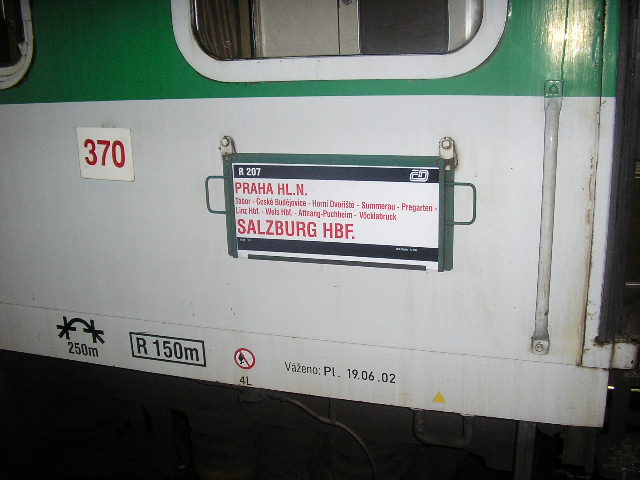 370
R 207
ČD
PRAHA HL.N.
Tábor - České Budějovice - Horní Dvořiště - Summerau - Pregarten -
Linz Hbf. - Wels Hbf. - Attnang-Puchheim - Vöcklabruck
SALZBURG HBF.
250m
R 150m
4L
Váženo: Pl. 19.06.02